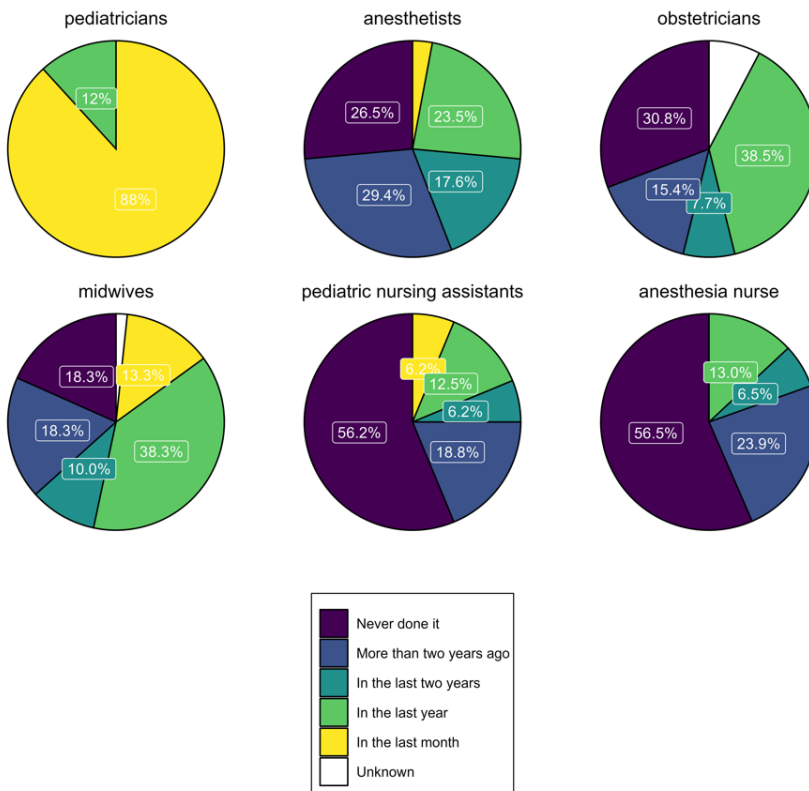 pediatricians
anesthetists
obstetricians
12%
88%
26.5%
23.5%
17.6%
29.4%
30.8%
38.5%
15.4%
7.7%
midwives
pediatric nursing assistants
anesthesia nurse
18.3%
13.3%
18.3%
38.3%
10.0%
6.2%
12.5%
6.2%
56.2%
18.8%
13.0%
6.5%
56.5%
23.9%
Never done it
More than two years ago
In the last two years
In the last year
In the last month
Unknown